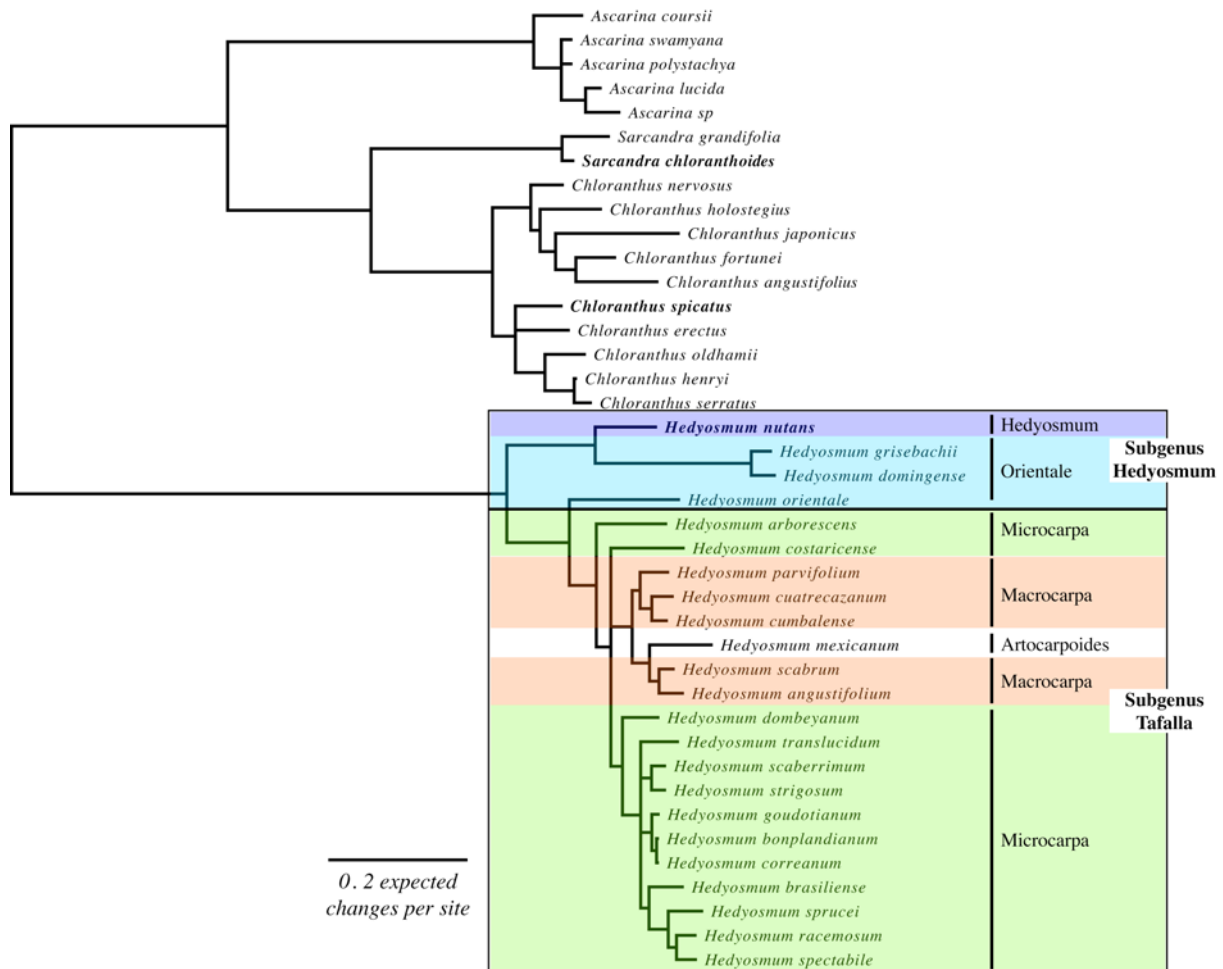 Ascarina coursii
Ascarina swamyana
Ascarina polystachya
Ascarina lucida
Ascarina sp
Sarcandra grandifolia
Sarcandra chloranthoides
Chloranthus nervosus
Chloranthus holostegius
Chloranthus japonicus
Chloranthus fortunei
Chloranthus angustifolius
Chloranthus spicatus
Chloranthus erectus
Chloranthus oldhamii
Chloranthus henryi
Chloranthus serratus
Hedyosmum nutans
Hedyosmum
Hedyosmum grisebachii
Hedyosmum domingense
Orientale
Subgenus
Hedyosmum
Hedyosmum orientale
Hedyosmum arborescens
Hedyosmum costaricense
Microcarpa
Hedyosmum parvifolium
Hedyosmum cuatrecazanum
Hedyosmum cumbalense
Macrocarpa
Hedyosmum mexicanum
Artocarpoides
Hedyosmum scabrum
Hedyosmum angustifolium
Macrocarpa
Subgenus
Tafalla
Hedyosmum dombeyanum
Hedyosmum translucidum
Hedyosmum scaberrimum
Hedyosmum strigosum
Hedyosmum goudotianum
Hedyosmum bonplandianum
Hedyosmum correanum
Hedyosmum brasiliense
Hedyosmum sprucei
Hedyosmum racemosum
Hedyosmum spectabile
Microcarpa
0. 2 expected
changes per site